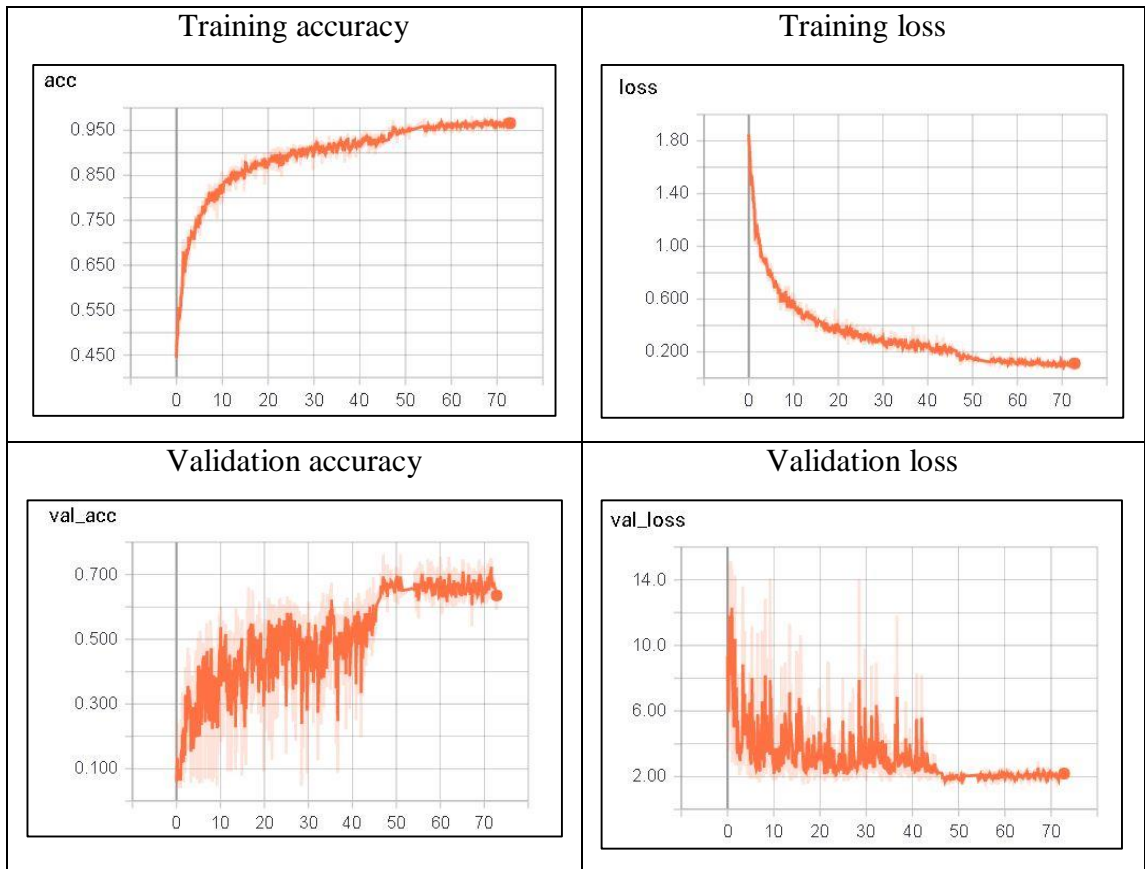 Training accuracy
acc
0.950
0.850
0.750
0.650
0.550
0.450
0 10 20 30 40 50 60 70
Training loss
loss
1.80
1.40
1.00
0.600
0.200
0 10 20 30 40 50 60 70
Validation accuracy
val_acc
0.700
0.500
0.300
0.100
0 10 20 30 40 50 60 70
Validation loss
val_loss
14.0
10.0
6.00
2.00
0 10 20 30 40 50 60 70